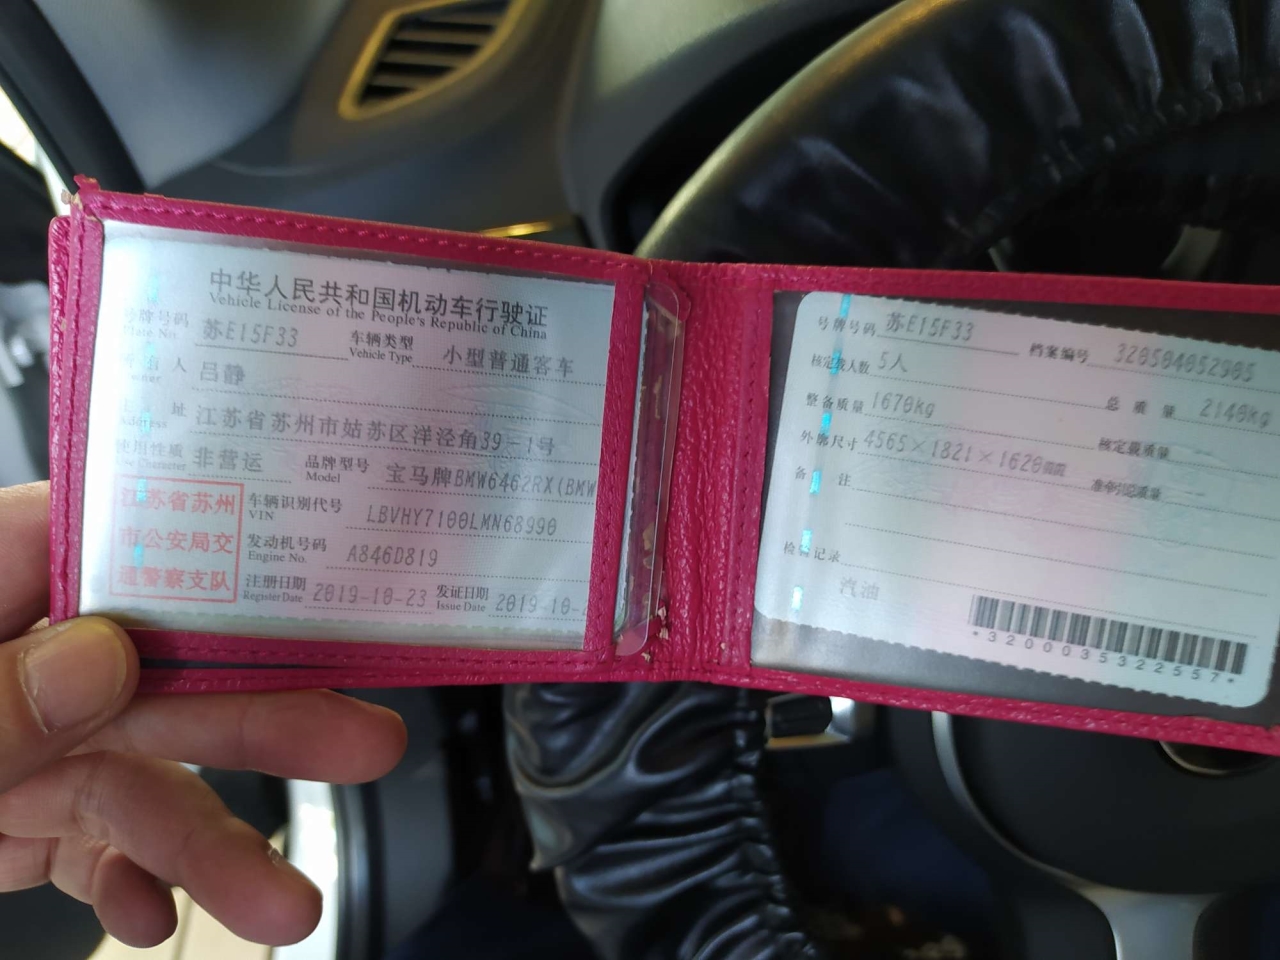 中华人民共和国机动车行驶证
Vehicle License of the People's Republic of China
号牌号码 苏E15F33 车辆类型 小型普通客车
Plate No. Vehicle Type
所有人 吕静
Owner
住址 江苏省苏州市姑苏区洋泾角39-1号
Address
使用性质 非营运 品牌型号 宝马牌BMW6462RX(BMW
Use Character Model
江苏省苏州
市公安局交
通警察支队
车辆识别代号 LBVHY7100LMN68990
VIN
发动机号码 A846D819
Engine No.
注册日期 2019-10-23 发证日期 2019-10-
Register Date Issue Date
号牌号码 苏E15F33 档案编号 320504052905
核定载人数 5人 总质量 2140kg
整备质量 1670kg 核定载质量 --
外廓尺寸 4565×1821×1620mm 准牵引总质量 --
备注
检验记录
汽油
*3200035322557*